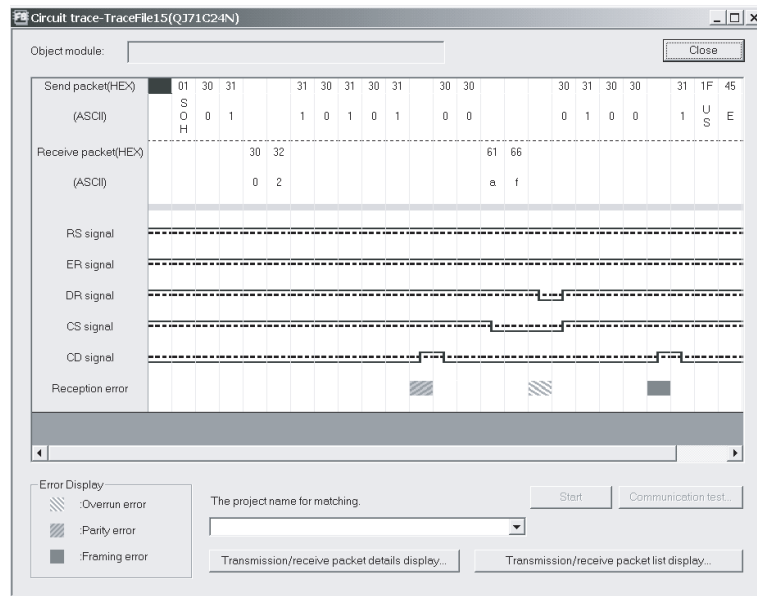 Circuit trace-TraceFile15(QJ71C24N)
Object module:
Close
Send packet(HEX) 01 30 31 31 30 31 30 31 30 30 30 31 30 30 31 1F 45
(ASCII) SOH 0 1 1 0 1 0 1 0 0 0 1 0 0 1 US E
Receive packet(HEX) 30 32 61 66
(ASCII) 0 2 a f
RS signal
ER signal
DR signal
CS signal
CD signal
Reception error
Error Display
:Overrun error
:Parity error
:Framing error
The project name for matching.
Start
Communication test...
Transmission/receive packet details display...
Transmission/receive packet list display...